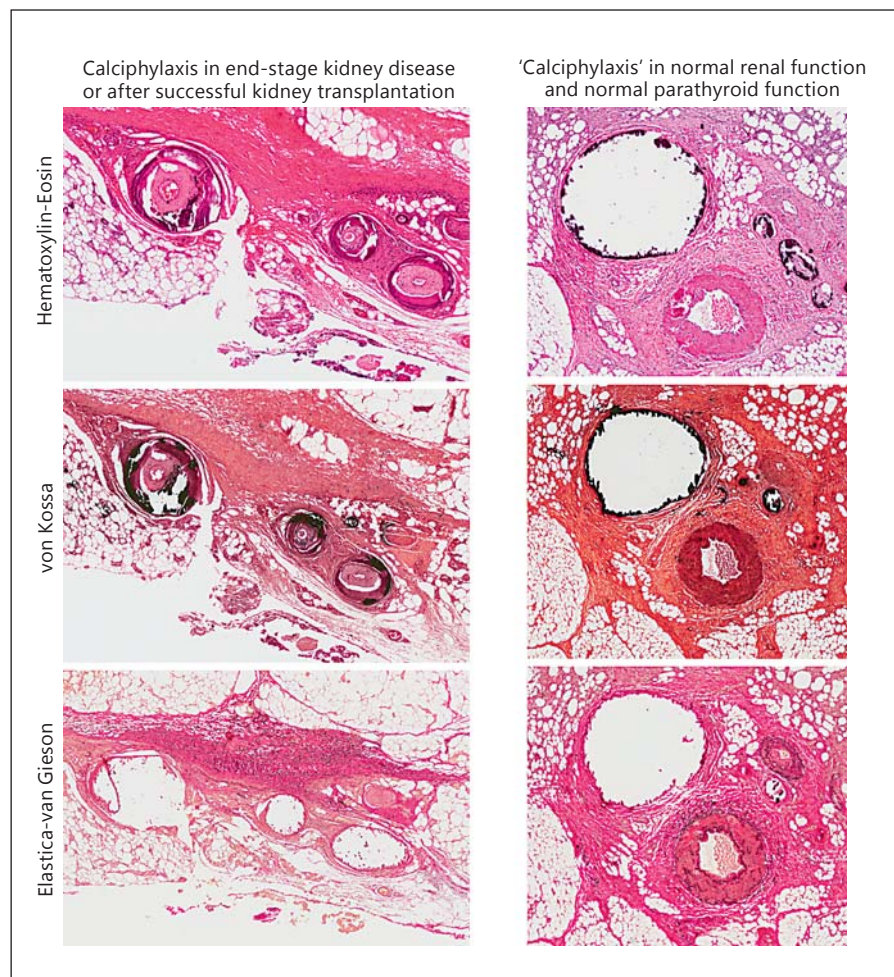 Calciphylaxis in end-stage kidney disease
or after successful kidney transplantation
‘Calciphylaxis’ in normal renal function
and normal parathyroid function
Hematoxylin-Eosin
von Kossa
Elastica-van Gieson